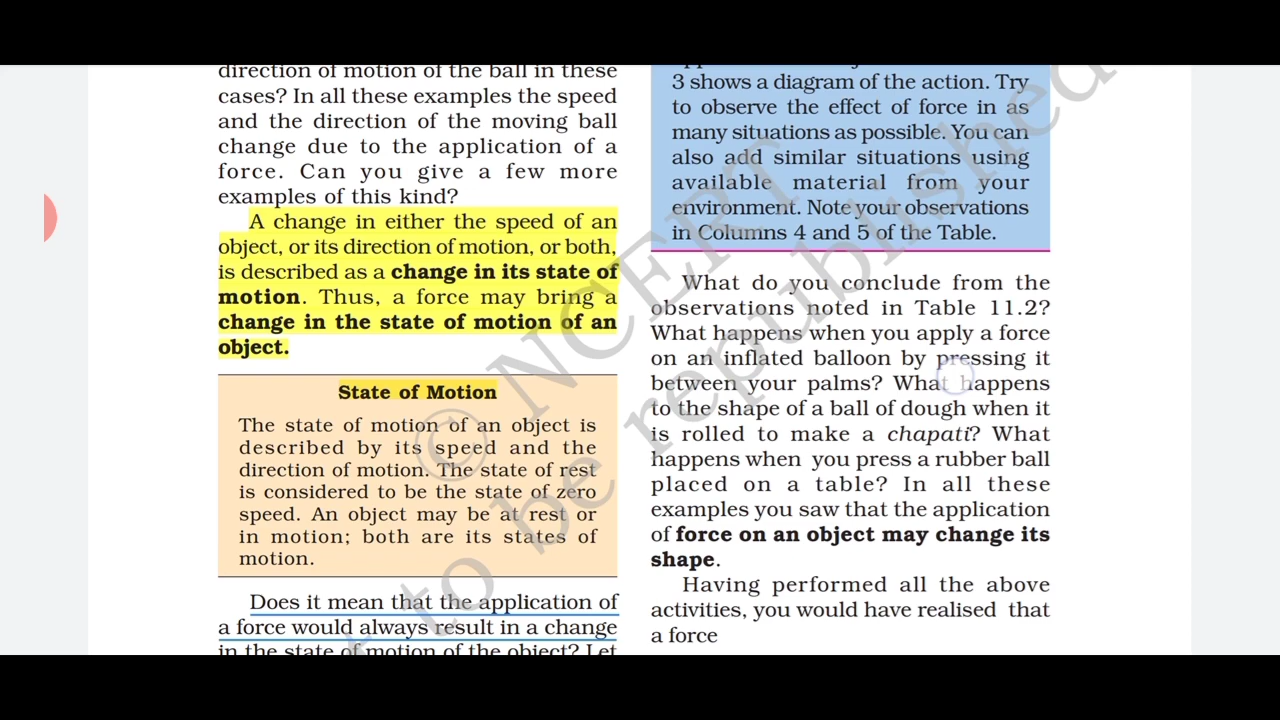 direction of motion of the ball in these
cases? In all these examples the speed
and the direction of the moving ball
change due to the application of a
force. Can you give a few more
examples of this kind?
A change in either the speed of an
object, or its direction of motion, or both,
is described as a change in its state of
motion. Thus, a force may bring a
change in the state of motion of an
object.
State of Motion
The state of motion of an object is
described by its speed and the
direction of motion. The state of rest
is considered to be the state of zero
speed. An object may be at rest or
in motion; both are its states of
motion.
Does it mean that the application of
a force would always result in a change
in the state of motion of the object? Let
3 shows a diagram of the action. Try
to observe the effect of force in as
many situations as possible. You can
also add similar situations using
available material from your
environment. Note your observations
in Columns 4 and 5 of the Table.
What do you conclude from the
observations noted in Table 11.2?
What happens when you apply a force
on an inflated balloon by pressing it
between your palms? What happens
to the shape of a ball of dough when it
is rolled to make a chapati? What
happens when you press a rubber ball
placed on a table? In all these
examples you saw that the application
of force on an object may change its
shape.
Having performed all the above
activities, you would have realised that
a force
© NCERT
to be republished